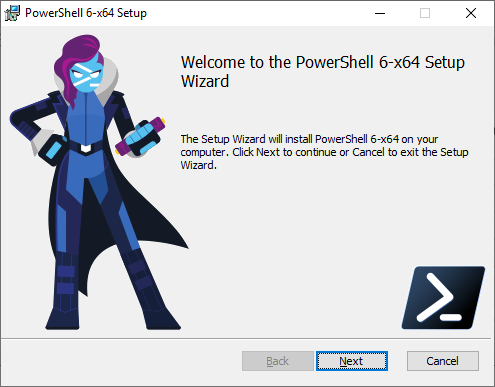 PowerShell 6-x64 Setup
Welcome to the PowerShell 6-x64 Setup
Wizard
The Setup Wizard will install PowerShell 6-x64 on your
computer. Click Next to continue or Cancel to exit the Setup
Wizard.
Back Next Cancel